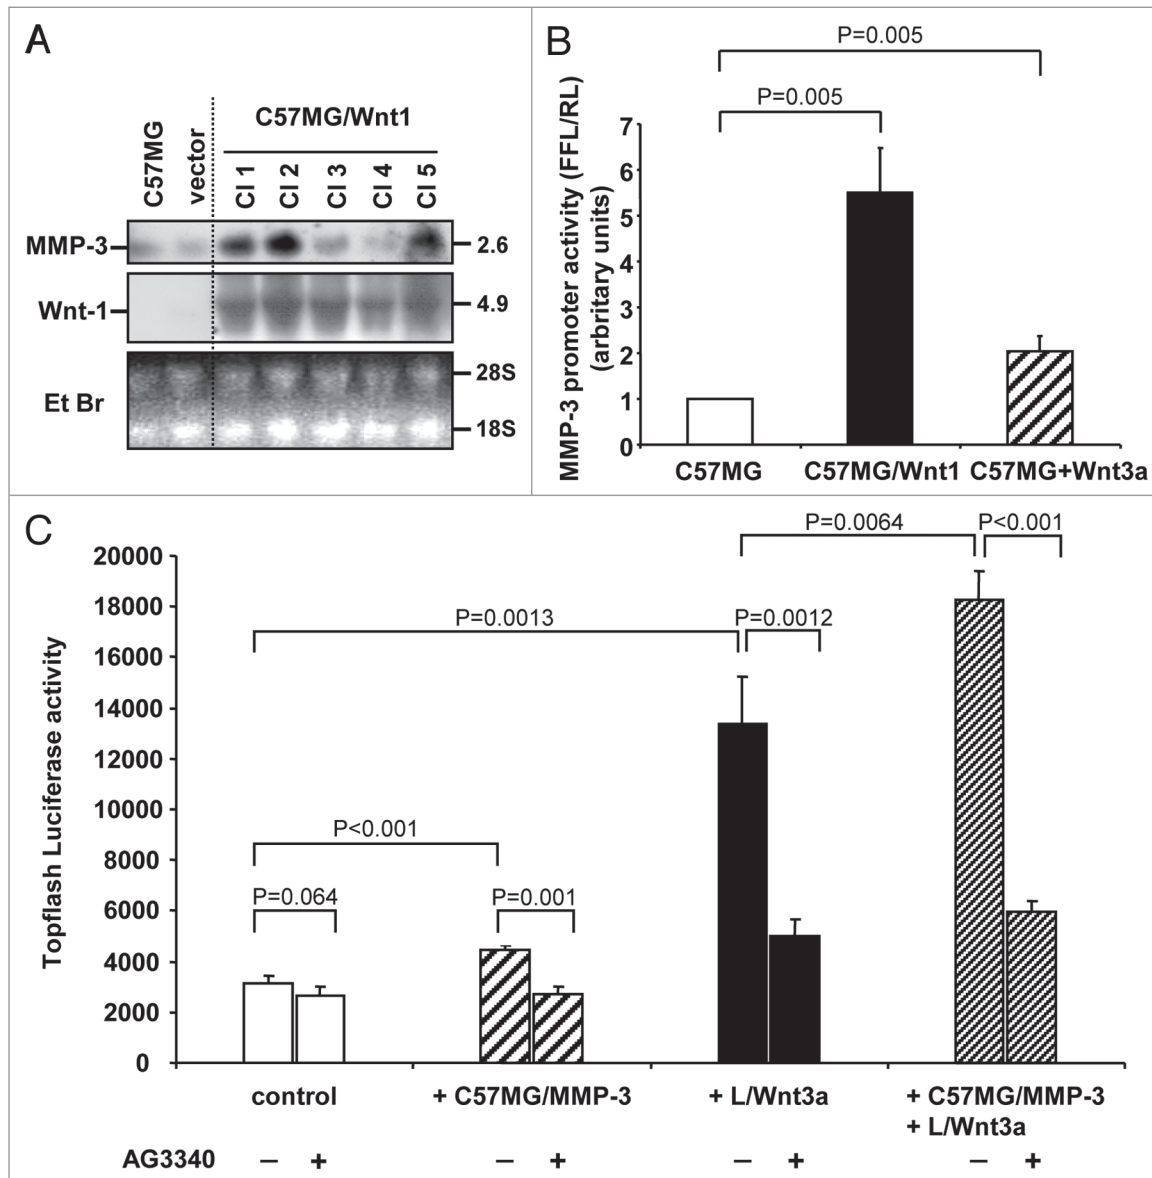 A
C57MG
vector
C57MG/Wnt1
Cl 1
Cl 2
Cl 3
Cl 4
Cl 5
MMP-3
2.6
Wnt-1
4.9
Et Br
28S
18S
B
P=0.005
P=0.005
MMP-3 promoter activity (FFL/RL)
(arbritary units)
7
6
5
4
3
2
1
0
C57MG
C57MG/Wnt1
C57MG+Wnt3a
C
P=0.0064
P<0.001
P=0.0013
P=0.0012
P<0.001
P=0.064
P=0.001
Topflash Luciferase activity
20000
18000
16000
14000
12000
10000
8000
6000
4000
2000
0
control
+ C57MG/MMP-3
+ L/Wnt3a
+ C57MG/MMP-3
+ L/Wnt3a
AG3340 − + − + − + − +